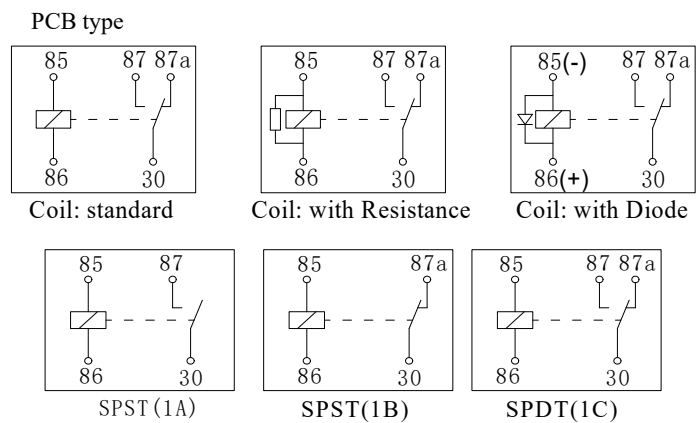 PCB type
85 87 87a 85 87 87a 85(-) 87 87a
86 30 86 30 86(+) 30
Coil: standard Coil: with Resistance Coil: with Diode
85 87 85 87a 85 87 87a
86 30 86 30 86 30
SPST(1A) SPST(1B) SPDT(1C)